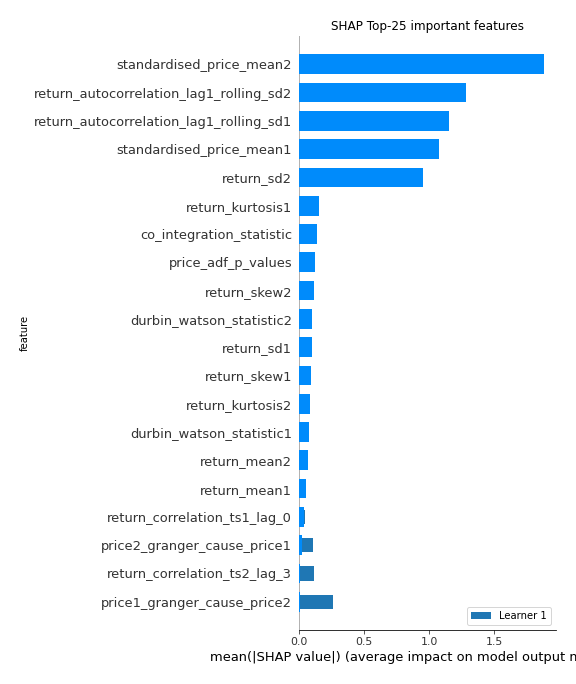 SHAP Top-25 important features
standardised_price_mean2
return_autocorrelation_lag1_rolling_sd2
return_autocorrelation_lag1_rolling_sd1
standardised_price_mean1
return_sd2
return_kurtosis1
co_integration_statistic
price_adf_p_values
return_skew2
durbin_watson_statistic2
return_sd1
return_skew1
return_kurtosis2
durbin_watson_statistic1
return_mean2
return_mean1
return_correlation_ts1_lag_0
price2_granger_cause_price1
return_correlation_ts2_lag_3
price1_granger_cause_price2
feature
Learner 1
0.0 0.5 1.0 1.5
mean(|SHAP value|) (average impact on model output